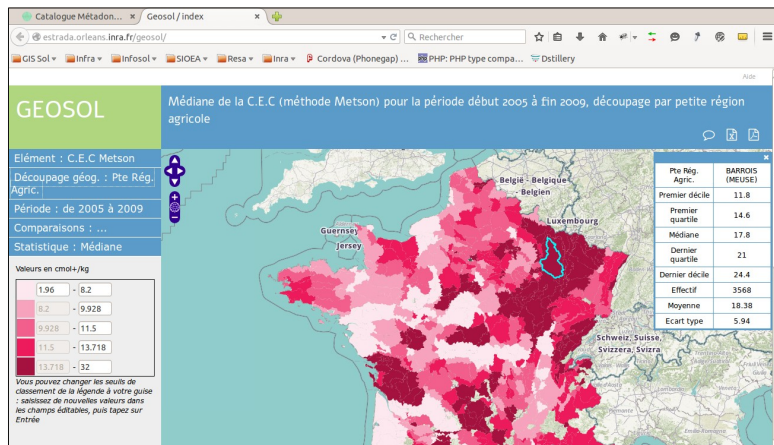 Catalogue Métadon... ×
Geosol / index ×
estrada.orleans.inra.fr/geosol/
Rechercher
GIS Sol
Infra
Infosol
SIOEA
Resa
Inra
Cordova (Phonegap) ...
PHP: PHP type compa...
Dstillery
Aide
GEOSOL
Médiane de la C.E.C (méthode Metson) pour la période début 2005 à fin 2009, découpage par petite région
agricole
Elément : C.E.C Metson
Découpage géog. : Pte Rég.
Agric.
Période : de 2005 à 2009
Comparaisons : ...
Statistique : Médiane
Valeurs en cmol+/kg
1.96 - 8.2
8.2 - 9.928
9.928 - 11.5
11.5 - 13.718
13.718 - 32
Vous pouvez changer les seuils de
classement de la légende à votre guise
: saisissez de nouvelles valeurs dans
les champs éditables, puis tapez sur
Entrée
België - Belgique
- Belgien
Luxembourg
Guernsey
Jersey
Schweiz, Suisse,
Svizzera, Svizra
Emilia-Romagna
Pte Rég. Agric. BARROIS (MEUSE)
Premier décile 11.8
Premier quartile 14.6
Médiane 17.8
Dernier quartile 21
Dernier décile 24.4
Effectif 3568
Moyenne 18.38
Ecart type 5.94